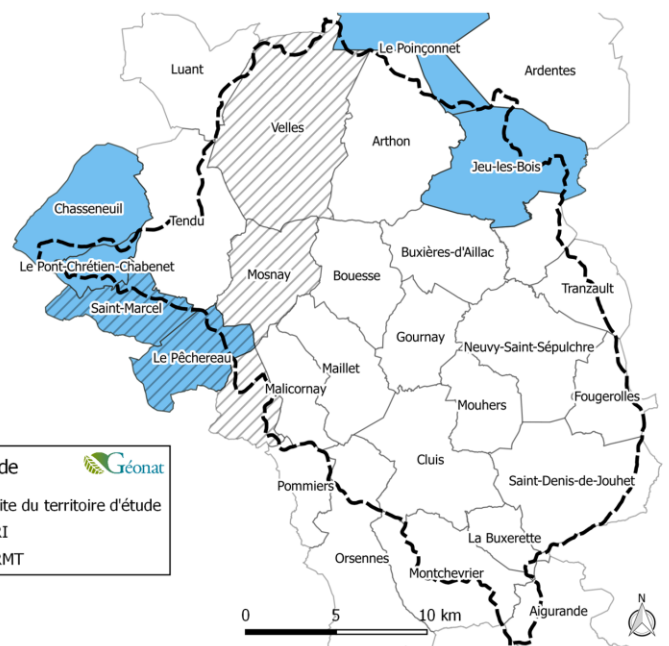 Le Poinçonnet
Luant
Ardentes
Velles
Arthon
Jeu-les-Bois
Chasseneuil
Tendu
Buxières-d'Aillac
Le Pont-Chrétien-Chabenet
Mosnay
Bouesse
Tranzault
Saint-Marcel
Gournay
Neuvy-Saint-Sépulchre
Le Pêchereau
Maillet
Malicornay
Fougerolles
Mouhers
Cluis
Saint-Denis-de-Jouhet
Pommiers
La Buxerette
Orsennes
Montchevrier
Aigurande
de
Géonat
ite du territoire d'étude
RI
RMT
0 5 10 km
N